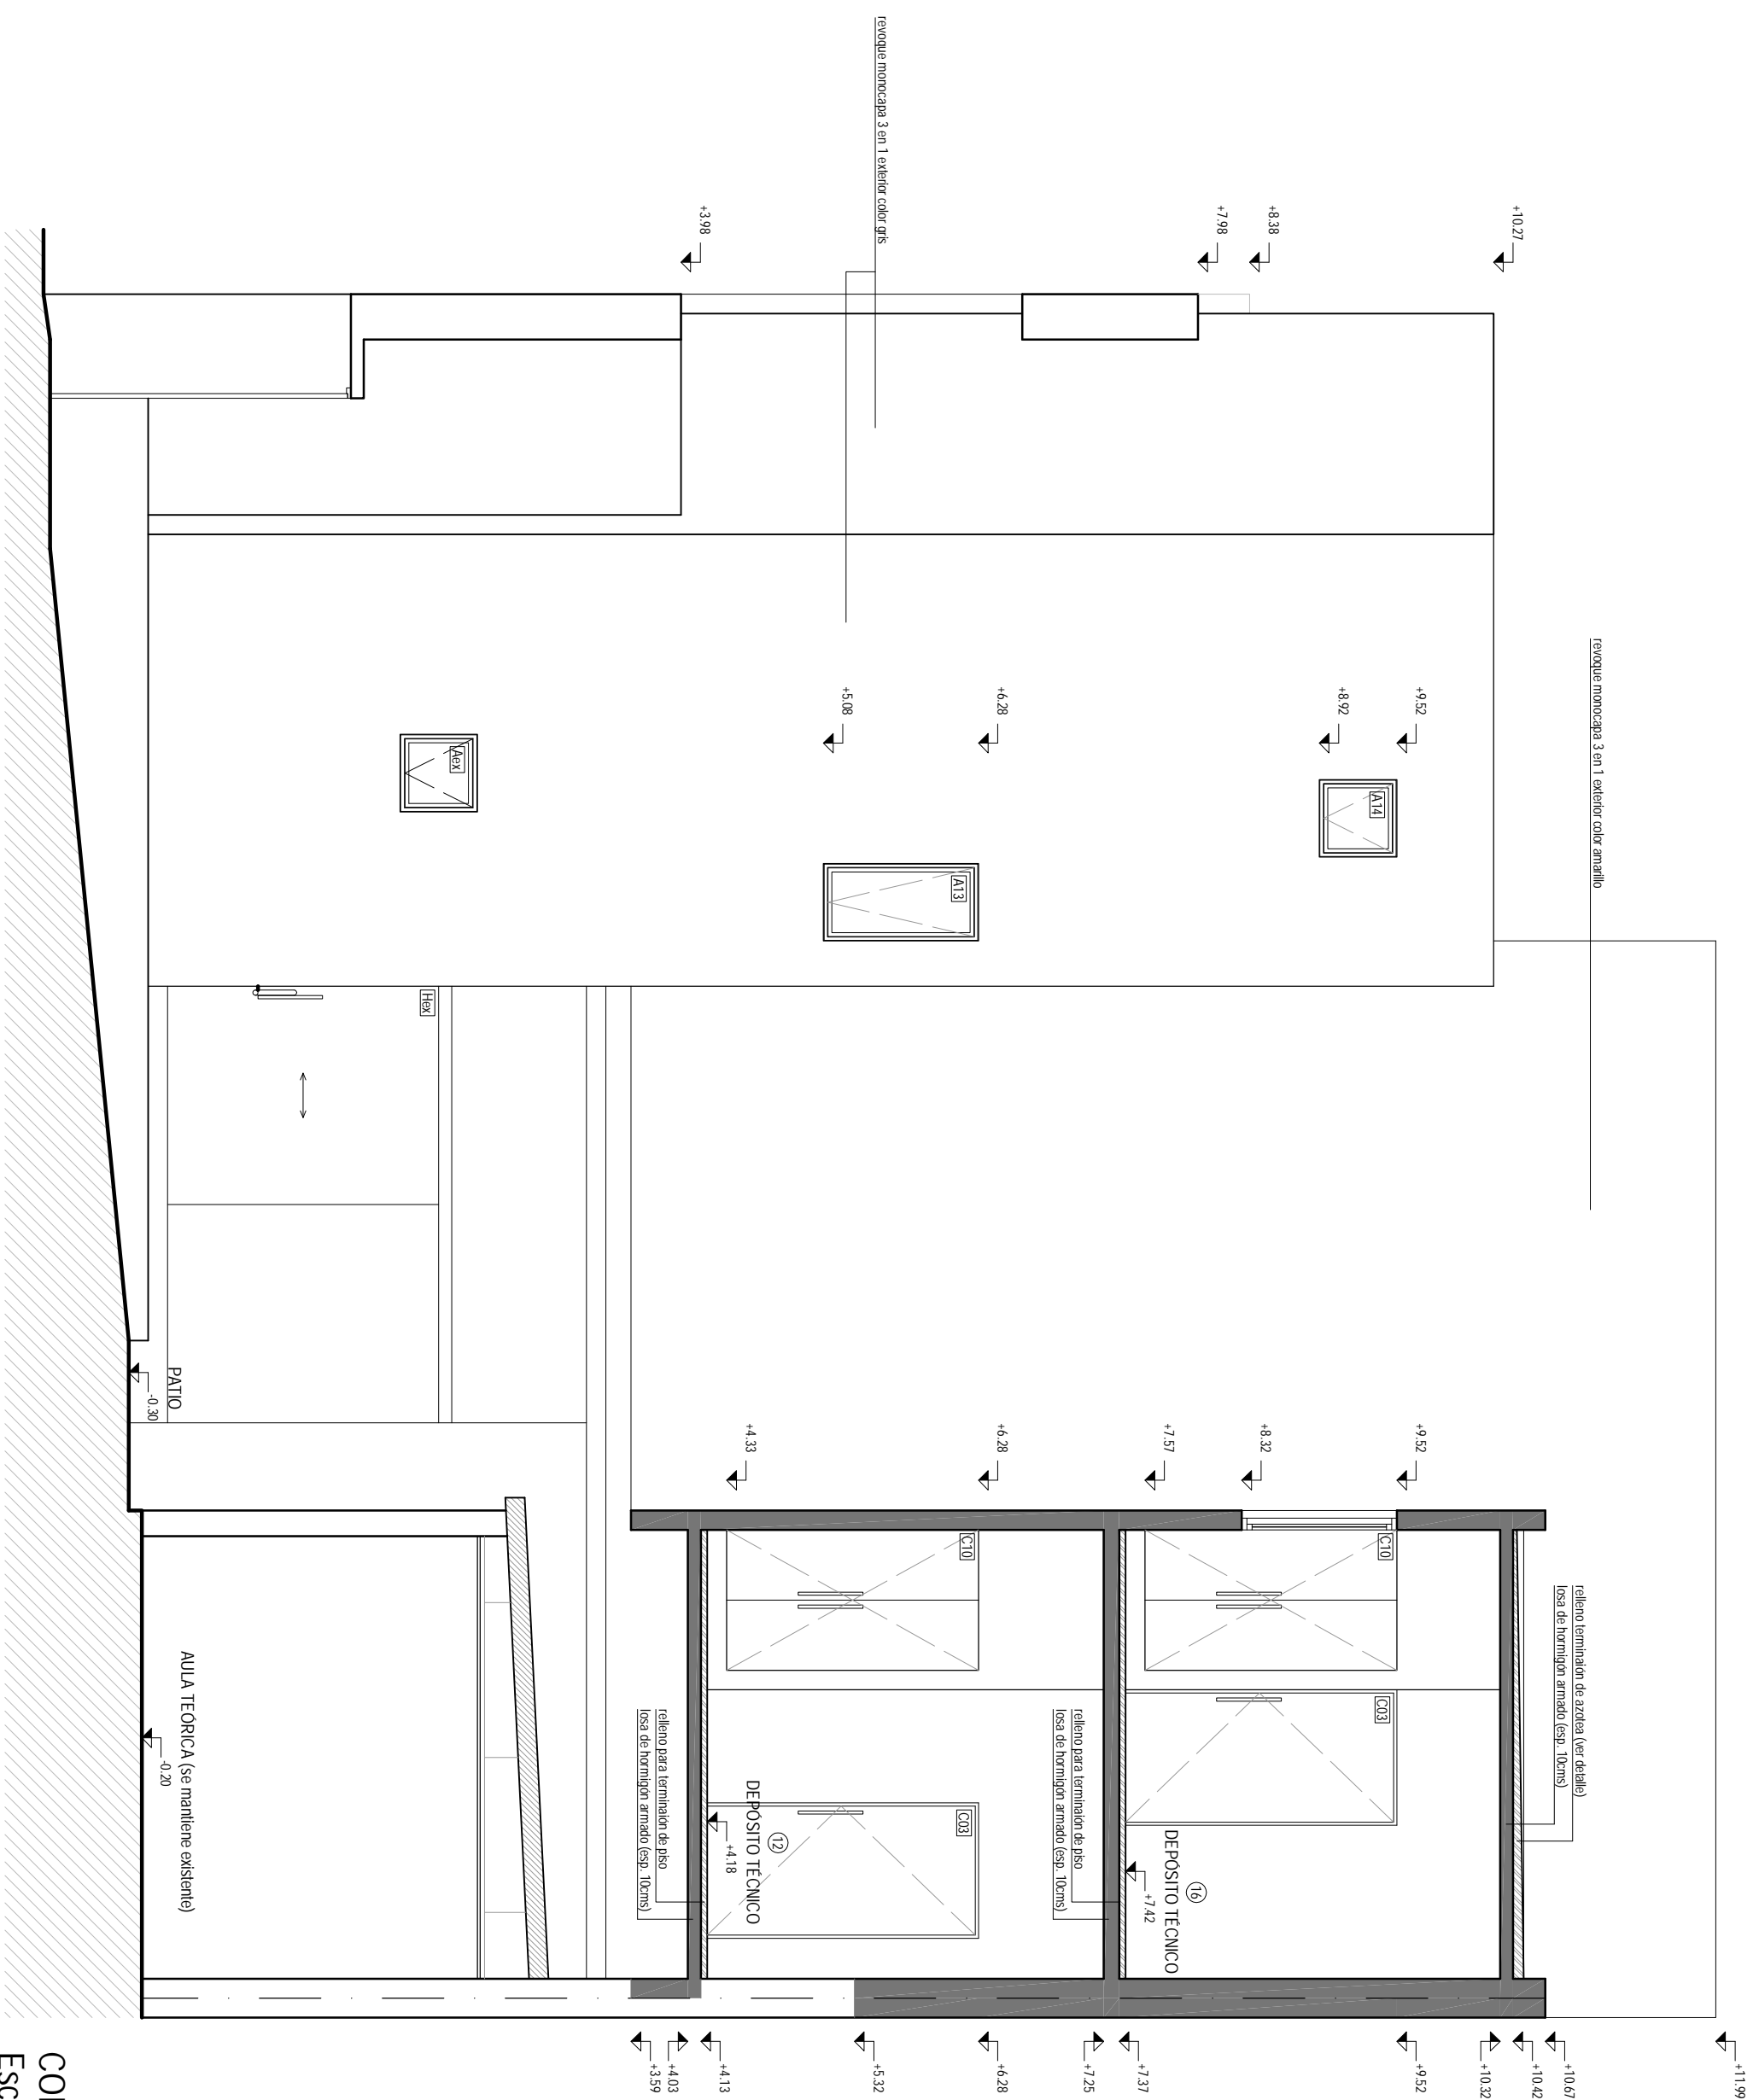 revoque monocapa 3 en 1 exterior color gris
+3.98
+7.98
+8.38
+10.27
revoque monocapa 3 en 1 exterior color amarillo
+5.08
+6.28
+8.92
+9.52
Aex
A13
A14
Hex
PATIO
-0.30
+4.33
+6.28
+7.57
+8.32
+9.52
C10
C10
C03
C03
relleno terminaión de azotea (ver detalle)
losa de hormigón armado (esp. 10cms)
16
DEPÓSITO TÉCNICO
+7.42
relleno para terminaión de piso
losa de hormigón armado (esp. 10cms)
12
DEPÓSITO TÉCNICO
+4.18
relleno para terminaión de piso
losa de hormigón armado (esp. 10cms)
AULA TEÓRICA (se mantiene existente)
-0.20
+11.99
+10.67
+10.42
+10.32
+9.52
+7.37
+7.25
+6.28
+5.32
+4.13
+4.03
+3.59